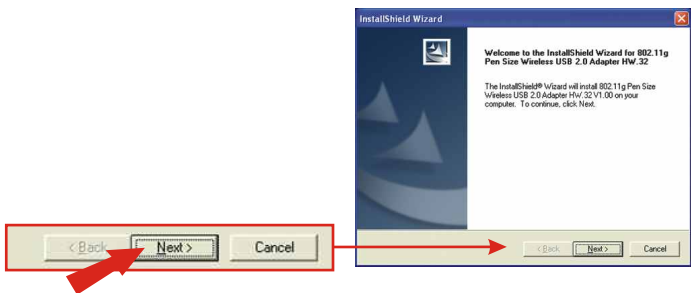 InstallShield Wizard
Welcome to the InstallShield Wizard for 802.11g
Pen Size Wireless USB 2.0 Adapter HW.32
The InstallShield® Wizard will install 802.11g Pen Size
Wireless USB 2.0 Adapter HW.32 V1.00 on your
computer. To continue, click Next.
< Back Next > Cancel
< Back Next > Cancel